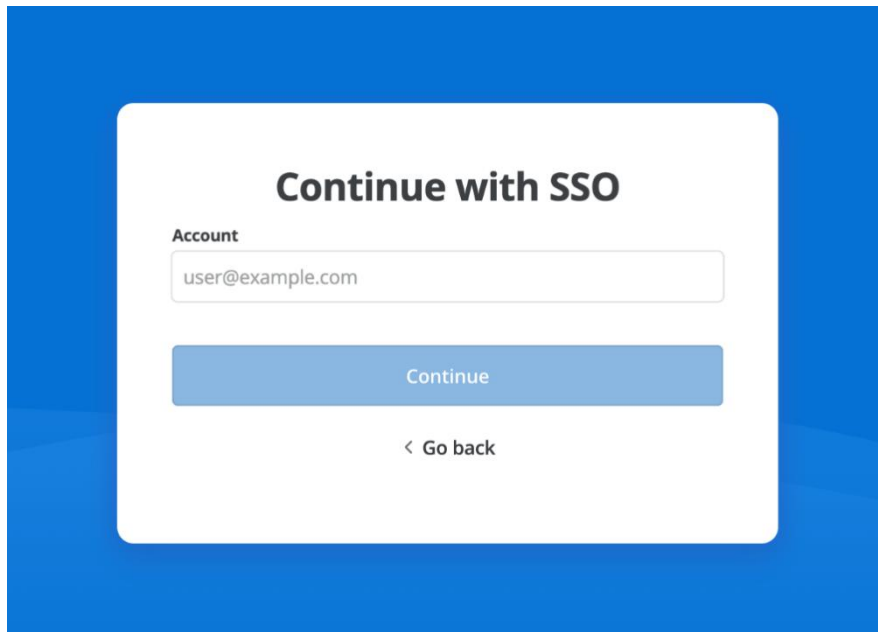 Continue with SSO
Account
user@example.com
Continue
< Go back